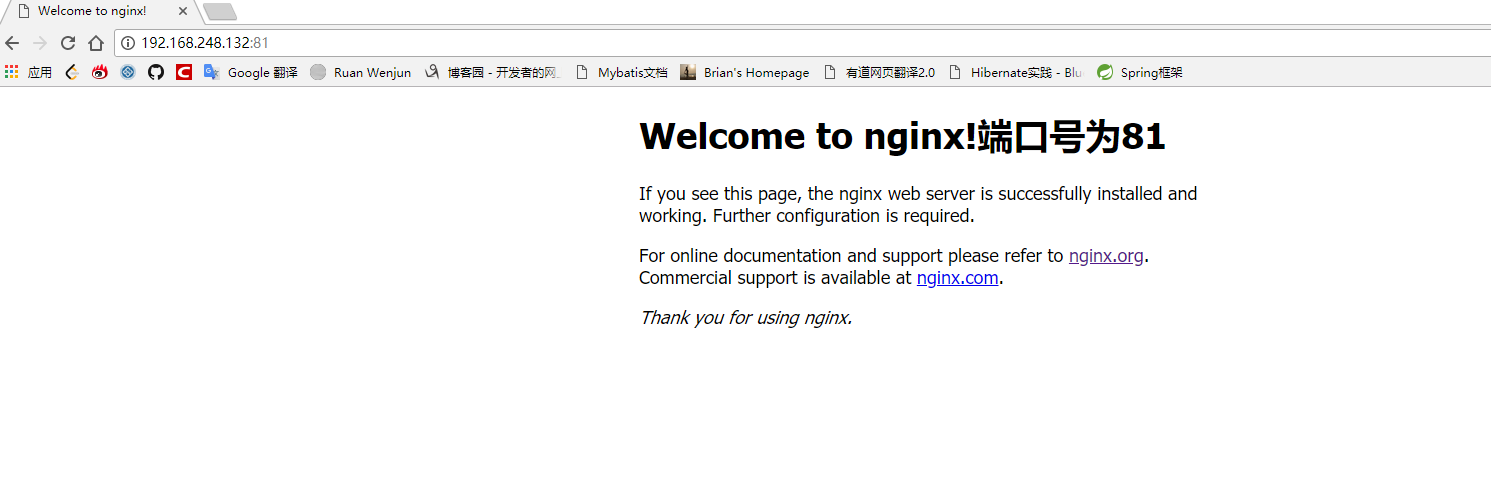 Welcome to nginx!
192.168.248.132:81
应用 Google 翻译 Ruan Wenjun 博客园 - 开发者的网 Mybatis文档 Brian's Homepage 有道网页翻译2.0 Hibernate实践 - Blu Spring框架
Welcome to nginx!端口号为81
If you see this page, the nginx web server is successfully installed and
working. Further configuration is required.
For online documentation and support please refer to nginx.org.
Commercial support is available at nginx.com.
Thank you for using nginx.